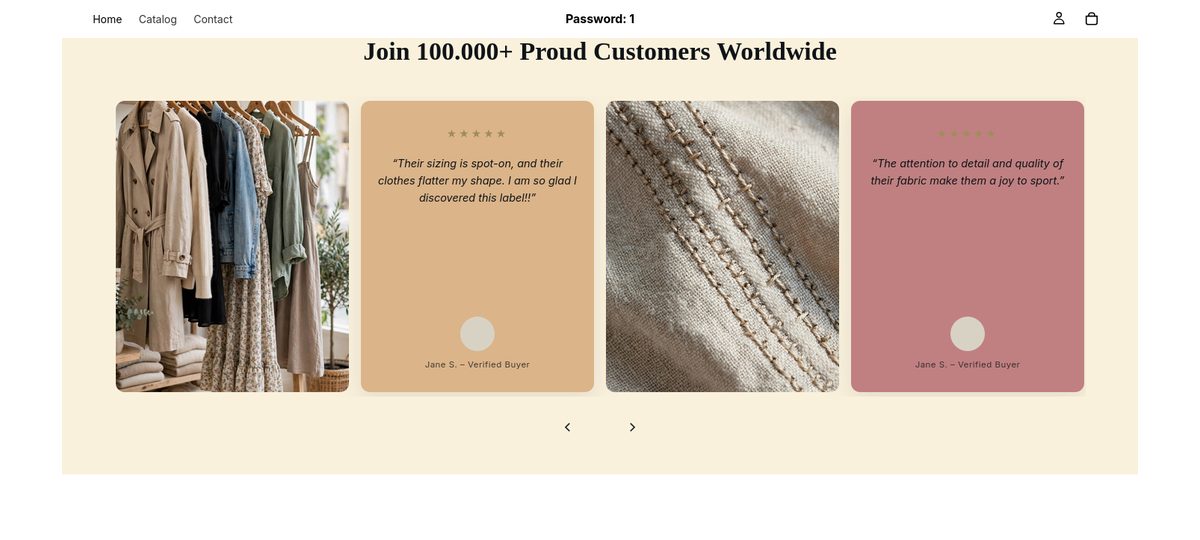 Home Catalog Contact Password: 1
Join 100.000+ Proud Customers Worldwide
★★★★★
“Their sizing is spot-on, and their
clothes flatter my shape. I am so glad I
discovered this label!!”
Jane S. – Verified Buyer
★★★★★
“The attention to detail and quality of
their fabric make them a joy to sport.”
Jane S. – Verified Buyer